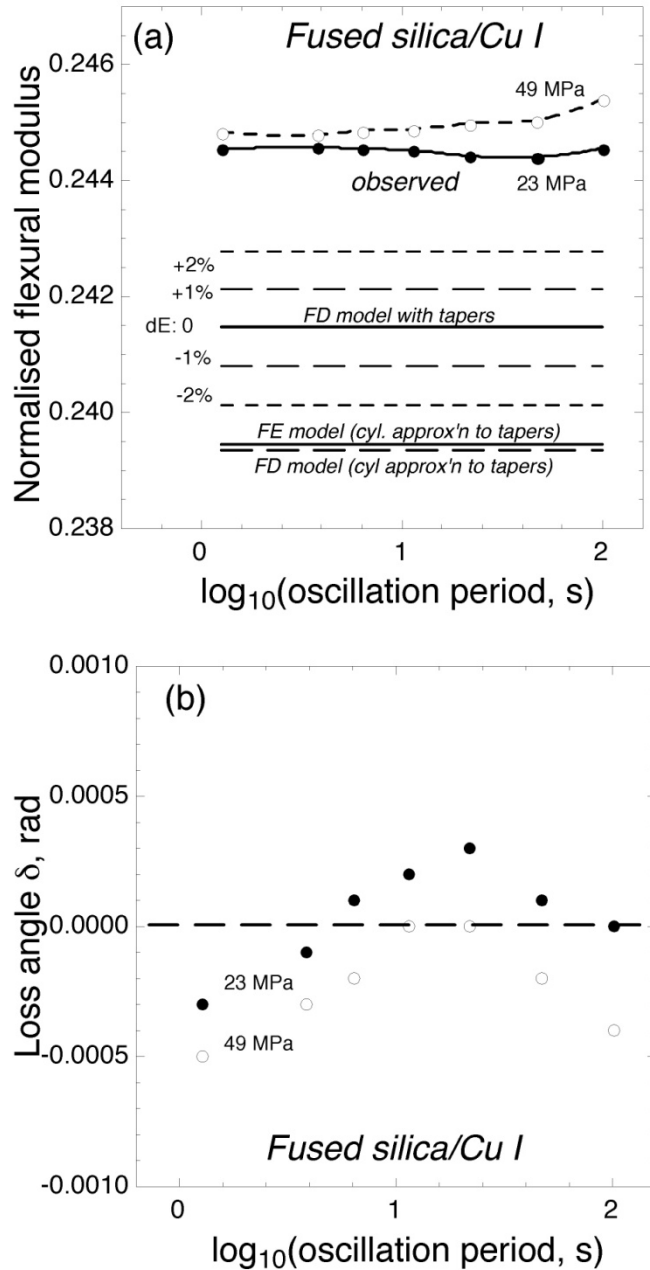 (a)
Fused silica/Cu I
0.246
49 MPa
0.244
observed
23 MPa
+2%
0.242
+1%
FD model with tapers
dE: 0
-1%
0.240
-2%
FE model (cyl. approx'n to tapers)
FD model (cyl approx'n to tapers)
0.238
0 1 2
Normalised flexural modulus
log10(oscillation period, s)
0.0010
(b)
0.0005
0.0000
23 MPa
49 MPa
-0.0005
Fused silica/Cu I
-0.0010
0 1 2
Loss angle δ, rad
log10(oscillation period, s)